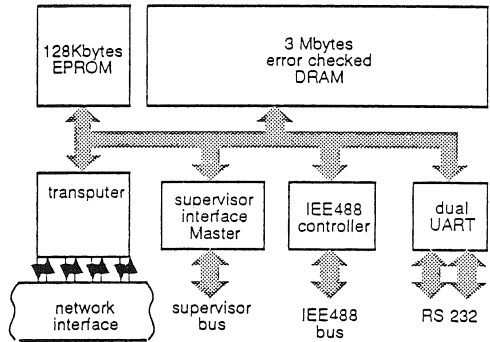 128Kbytes
EPROM
3 Mbytes
error checked
DRAM
transputer
supervisor
interface
Master
IEE488
controller
dual
UART
network
interface
supervisor
bus
IEE488
bus
RS 232